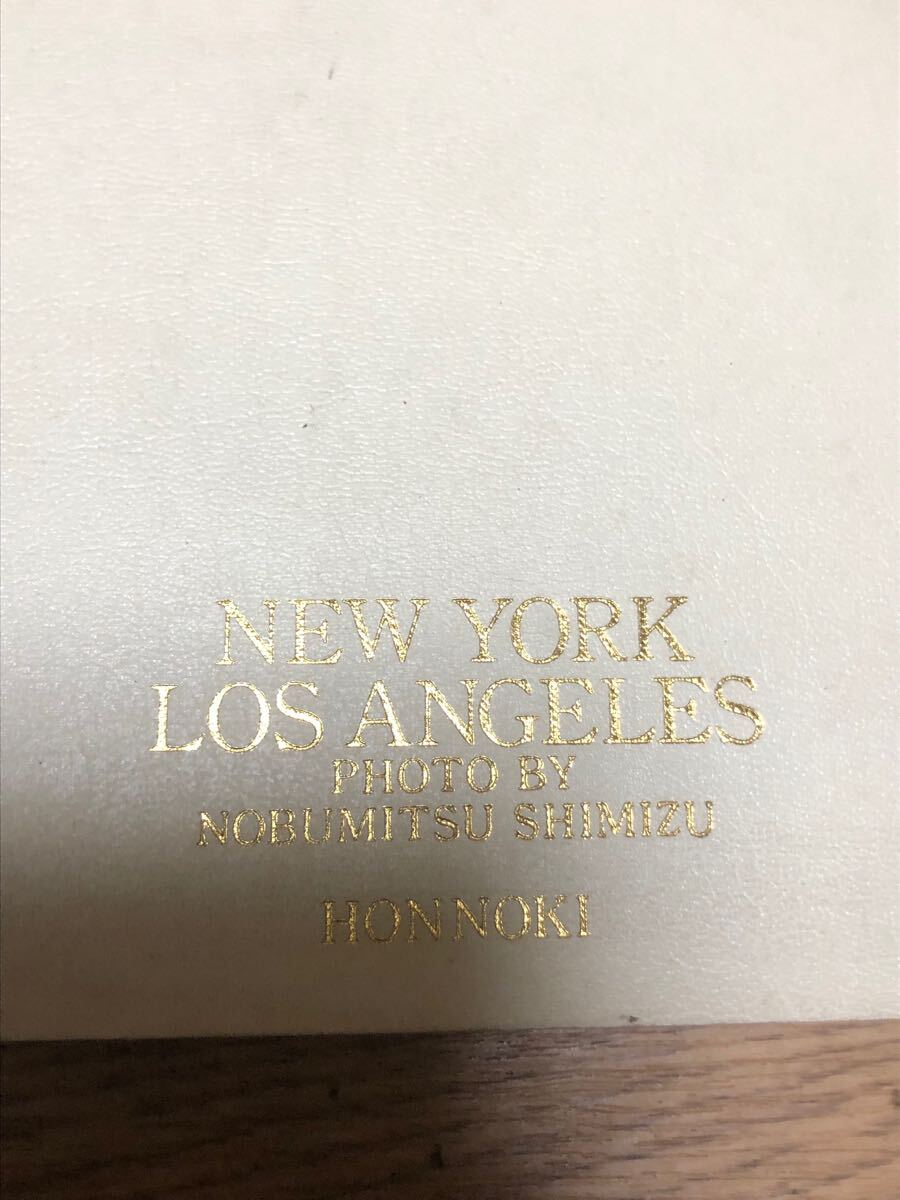 NEW YORK
LOS ANGELES
PHOTO BY
NOBUMITSU SHIMIZU
HONNOKI